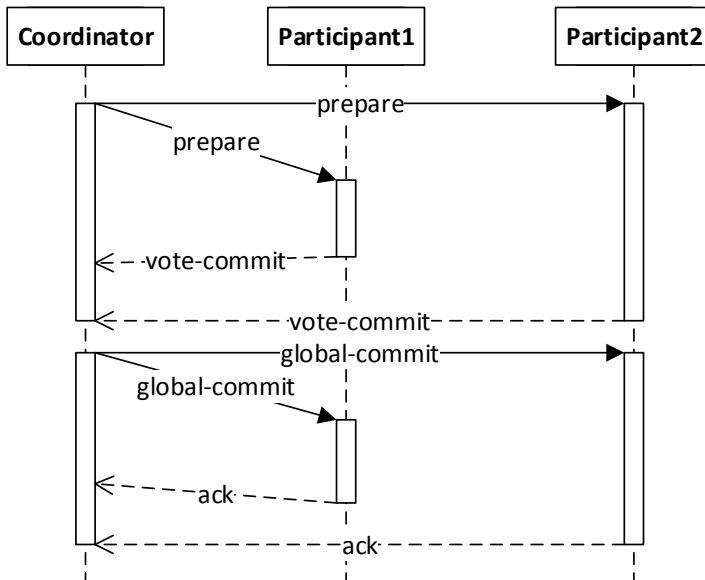 Coordinator
Participant1
Participant2
prepare
prepare
vote-commit
vote-commit
global-commit
global-commit
ack
ack